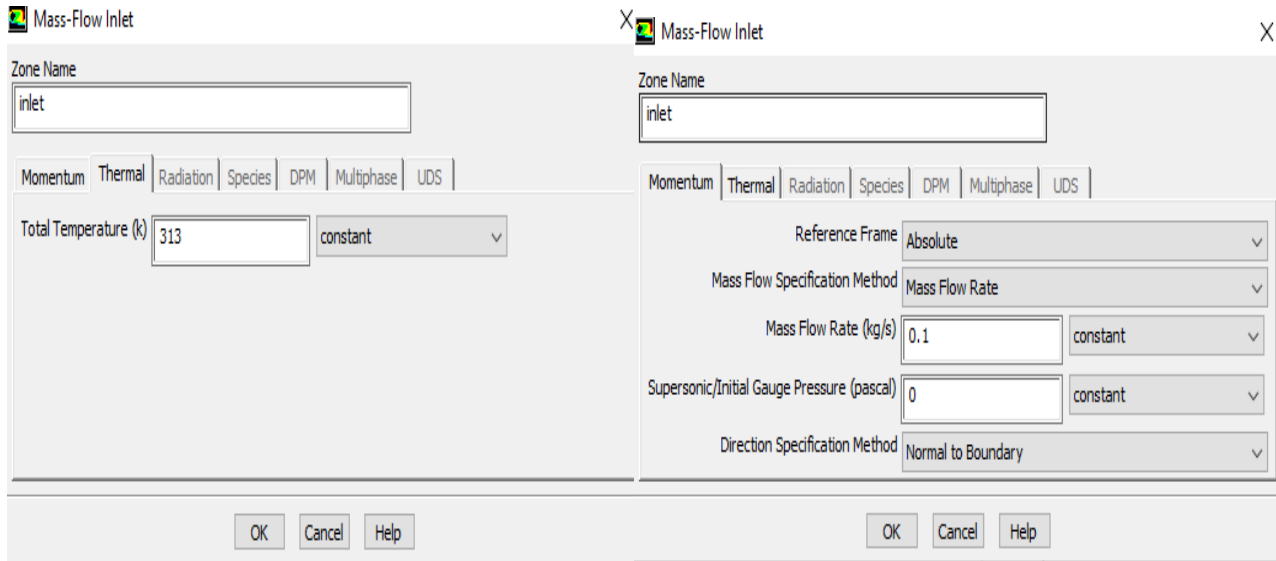 Mass-Flow Inlet
Zone Name
inlet
Momentum Thermal Radiation Species DPM Multiphase UDS
Total Temperature (k) 313 constant
OK Cancel Help
Mass-Flow Inlet
Zone Name
inlet
Momentum Thermal Radiation Species DPM Multiphase UDS
Reference Frame Absolute
Mass Flow Specification Method Mass Flow Rate
Mass Flow Rate (kg/s) 0.1 constant
Supersonic/Initial Gauge Pressure (pascal) 0 constant
Direction Specification Method Normal to Boundary
OK Cancel Help